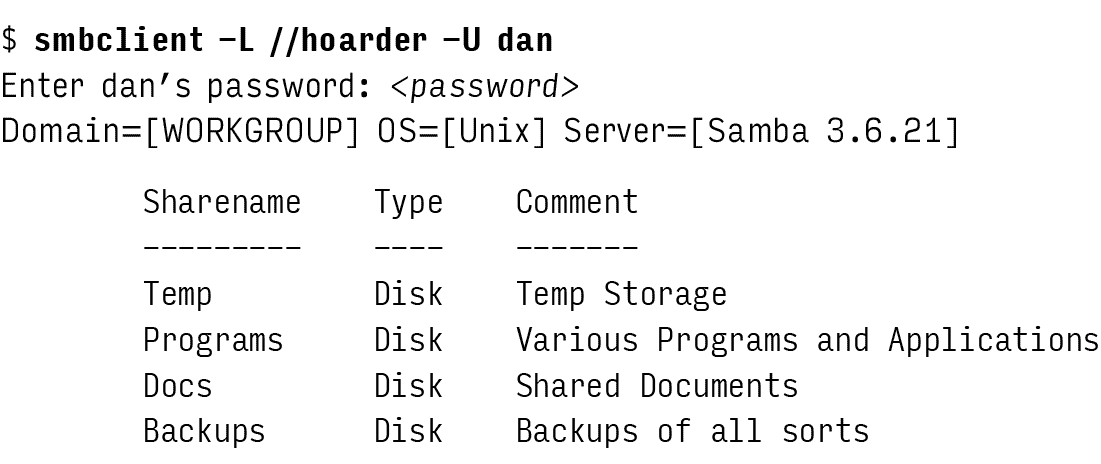 $ smbclient -L //hoarder -U dan
Enter dan’s password: <password>
Domain=[WORKGROUP] OS=[Unix] Server=[Samba 3.6.21]
Sharename Type Comment
--------- ---- -------
Temp Disk Temp Storage
Programs Disk Various Programs and Applications
Docs Disk Shared Documents
Backups Disk Backups of all sorts